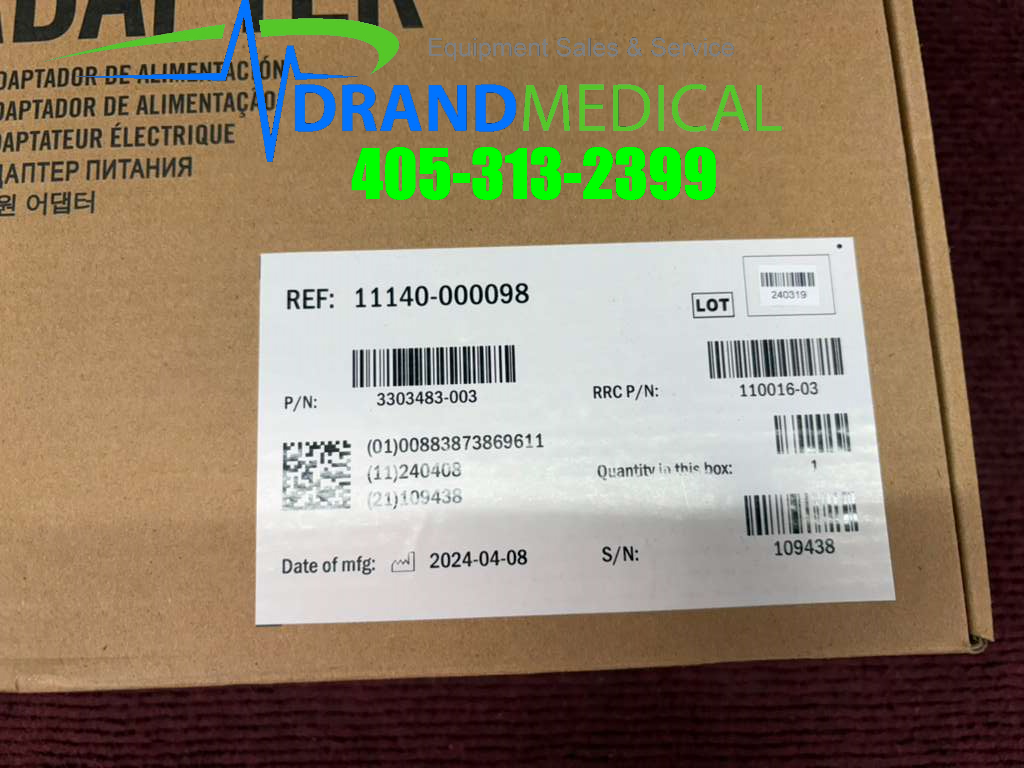 ADAPTER
Equipment Sales & Service
DRANDMEDICAL
405-313-2399
ADAPTADOR DE ALIMENTACIÓN
ADAPTADOR DE ALIMENTAÇÃO
ADAPTATEUR ÉLECTRIQUE
АДАПТЕР ПИТАНИЯ
원 어댑터
REF: 11140-000098
LOT
240319
P/N:
3303483-003
RRC P/N:
110016-03
(01)00883873869611
(11)240408
(21)109438
Quantity in this box:
1
Date of mfg:
2024-04-08
S/N:
109438